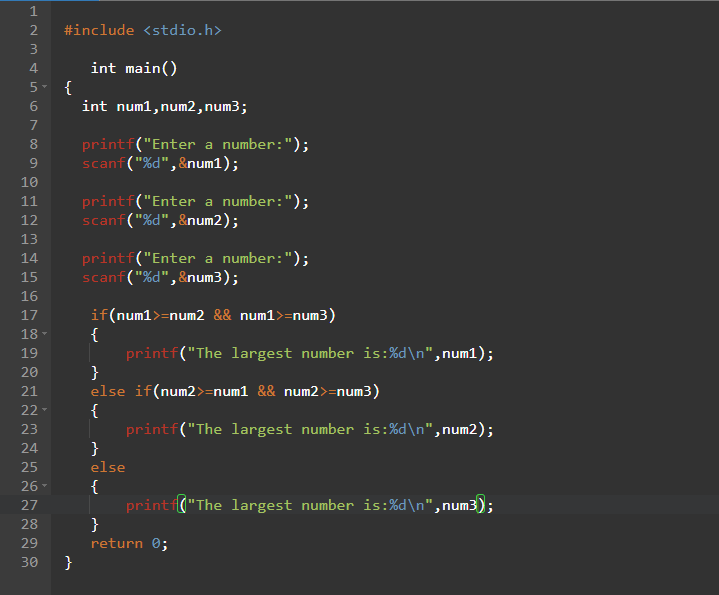 1
2 #include <stdio.h>
3
4 int main()
5 {
6 int num1,num2,num3;
7
8 printf("Enter a number:");
9 scanf("%d",&num1);
10
11 printf("Enter a number:");
12 scanf("%d",&num2);
13
14 printf("Enter a number:");
15 scanf("%d",&num3);
16
17 if(num1>=num2 && num1>=num3)
18 {
19 printf("The largest number is:%d\n",num1);
20 }
21 else if(num2>=num1 && num2>=num3)
22 {
23 printf("The largest number is:%d\n",num2);
24 }
25 else
26 {
27 printf("The largest number is:%d\n",num3);
28 }
29 return 0;
30 }